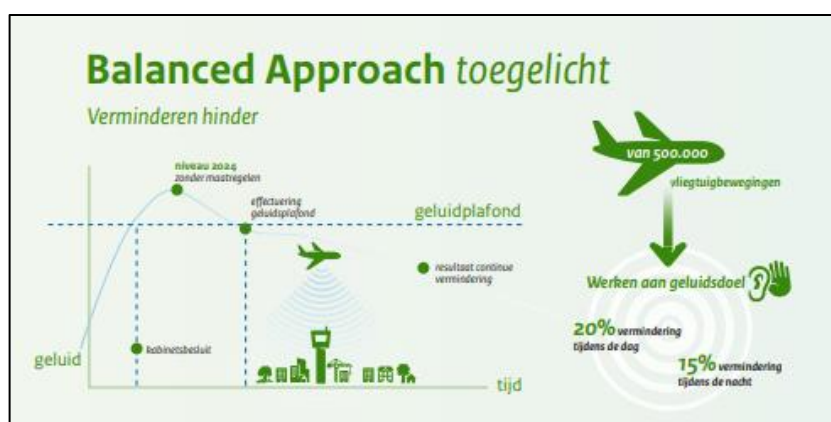 Balanced Approach toegelicht
Verminderen hinder
niveau 2024
zonder maatregelen
effectuering
geluidsplafond
geluidplafond
resultaat continue
vermindering
Kabinetsbesluit
geluid
tijd
van 500.000
vliegtuigbewegingen
Werken aan geluidsdoel
20% vermindering
tijdens de dag
15% vermindering
tijdens de nacht